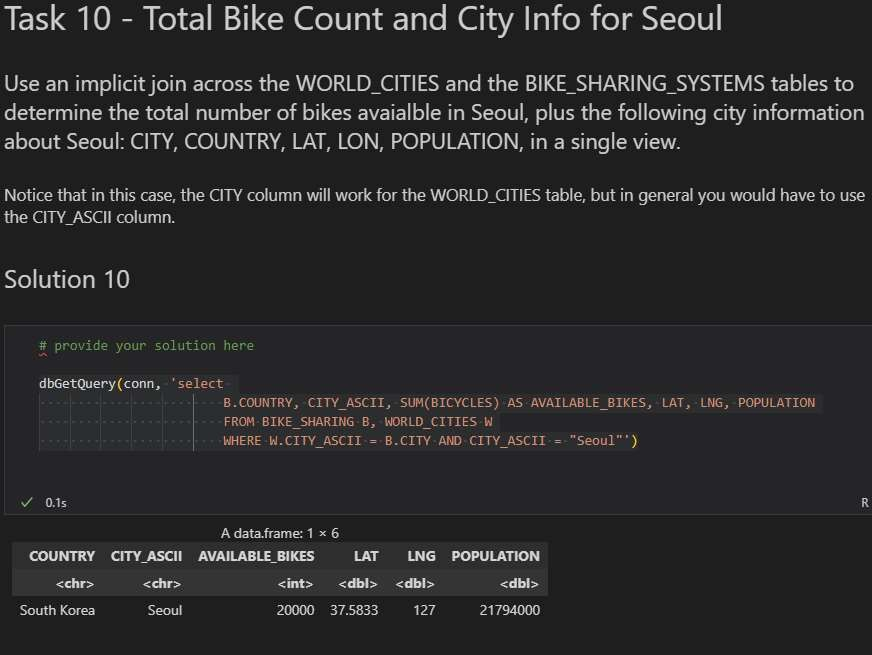 Task 10 - Total Bike Count and City Info for Seoul
Use an implicit join across the WORLD_CITIES and the BIKE_SHARING_SYSTEMS tables to
determine the total number of bikes avaialble in Seoul, plus the following city information
about Seoul: CITY, COUNTRY, LAT, LON, POPULATION, in a single view.
Notice that in this case, the CITY column will work for the WORLD_CITIES table, but in general you would have to use
the CITY_ASCII column.
Solution 10
# provide your solution here
dbGetQuery(conn, 'select
B.COUNTRY, CITY_ASCII, SUM(BICYCLES) AS AVAILABLE_BIKES, LAT, LNG, POPULATION
FROM BIKE_SHARING B, WORLD_CITIES W
WHERE W.CITY_ASCII = B.CITY AND CITY_ASCII = "Seoul"')
✓ 0.1s R
A data.frame: 1 × 6
COUNTRY CITY_ASCII AVAILABLE_BIKES LAT LNG POPULATION
<chr> <chr> <int> <dbl> <dbl> <dbl>
South Korea Seoul 20000 37.5833 127 21794000